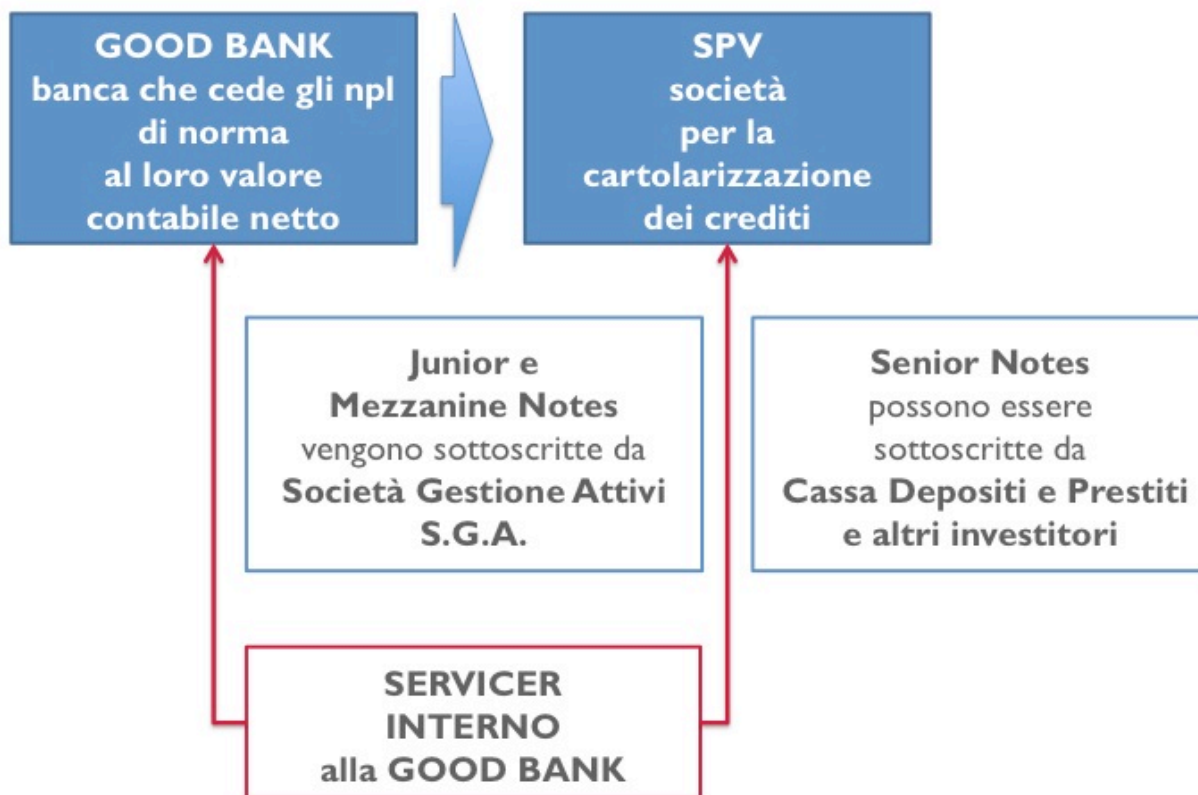 GOOD BANK
banca che cede gli npl
di norma
al loro valore
contabile netto
SPV
società
per la
cartolarizzazione
dei crediti
Junior e
Mezzanine Notes
vengono sottoscritte da
Società Gestione Attivi
S.G.A.
Senior Notes
possono essere
sottoscritte da
Cassa Depositi e Prestiti
e altri investitori
SERVICER
INTERNO
alla GOOD BANK